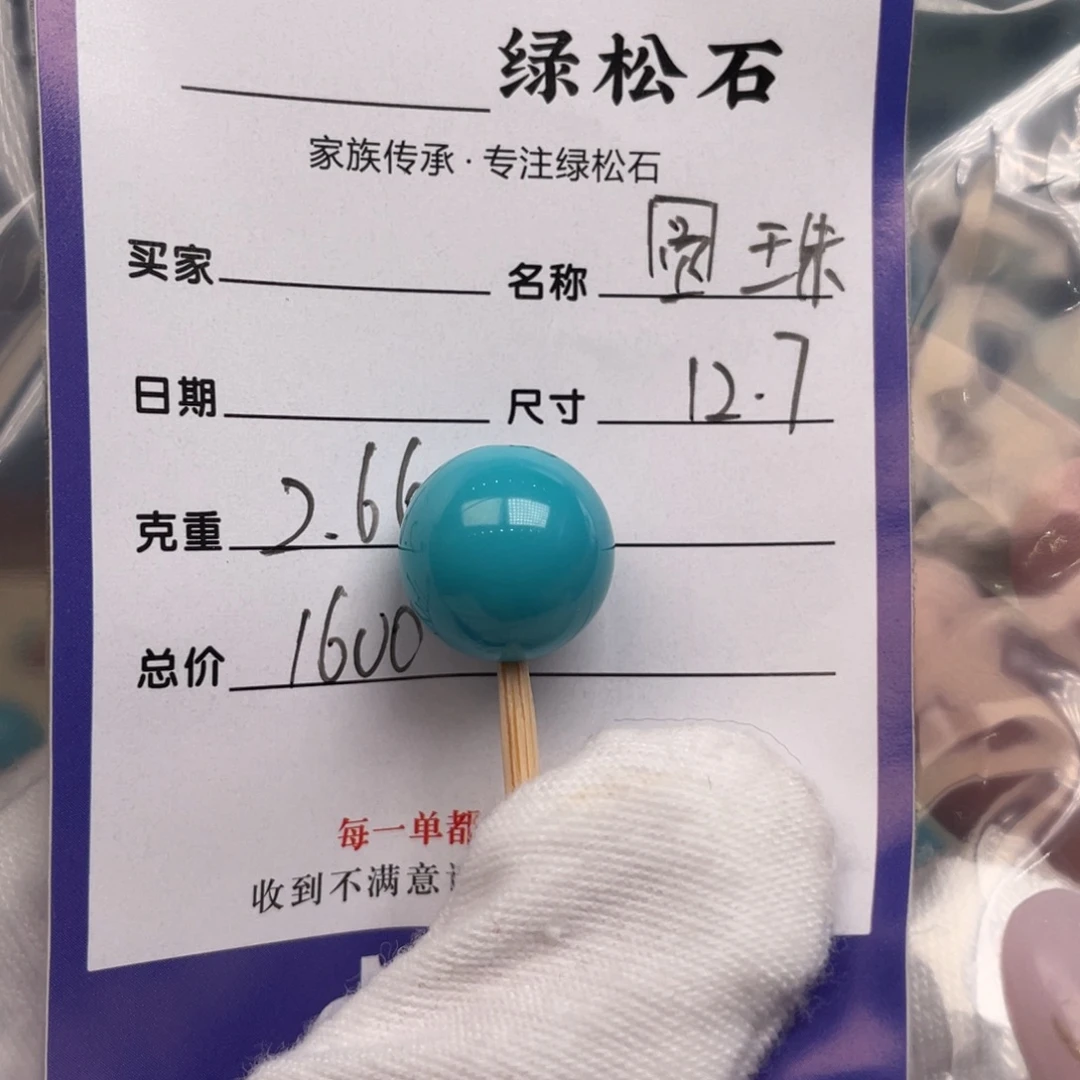 绿松石
家族传承·专注绿松石
买家 名称 圆珠
日期 尺寸 12.7
克重 2.66
总价 1600
每一单都
收到不满意